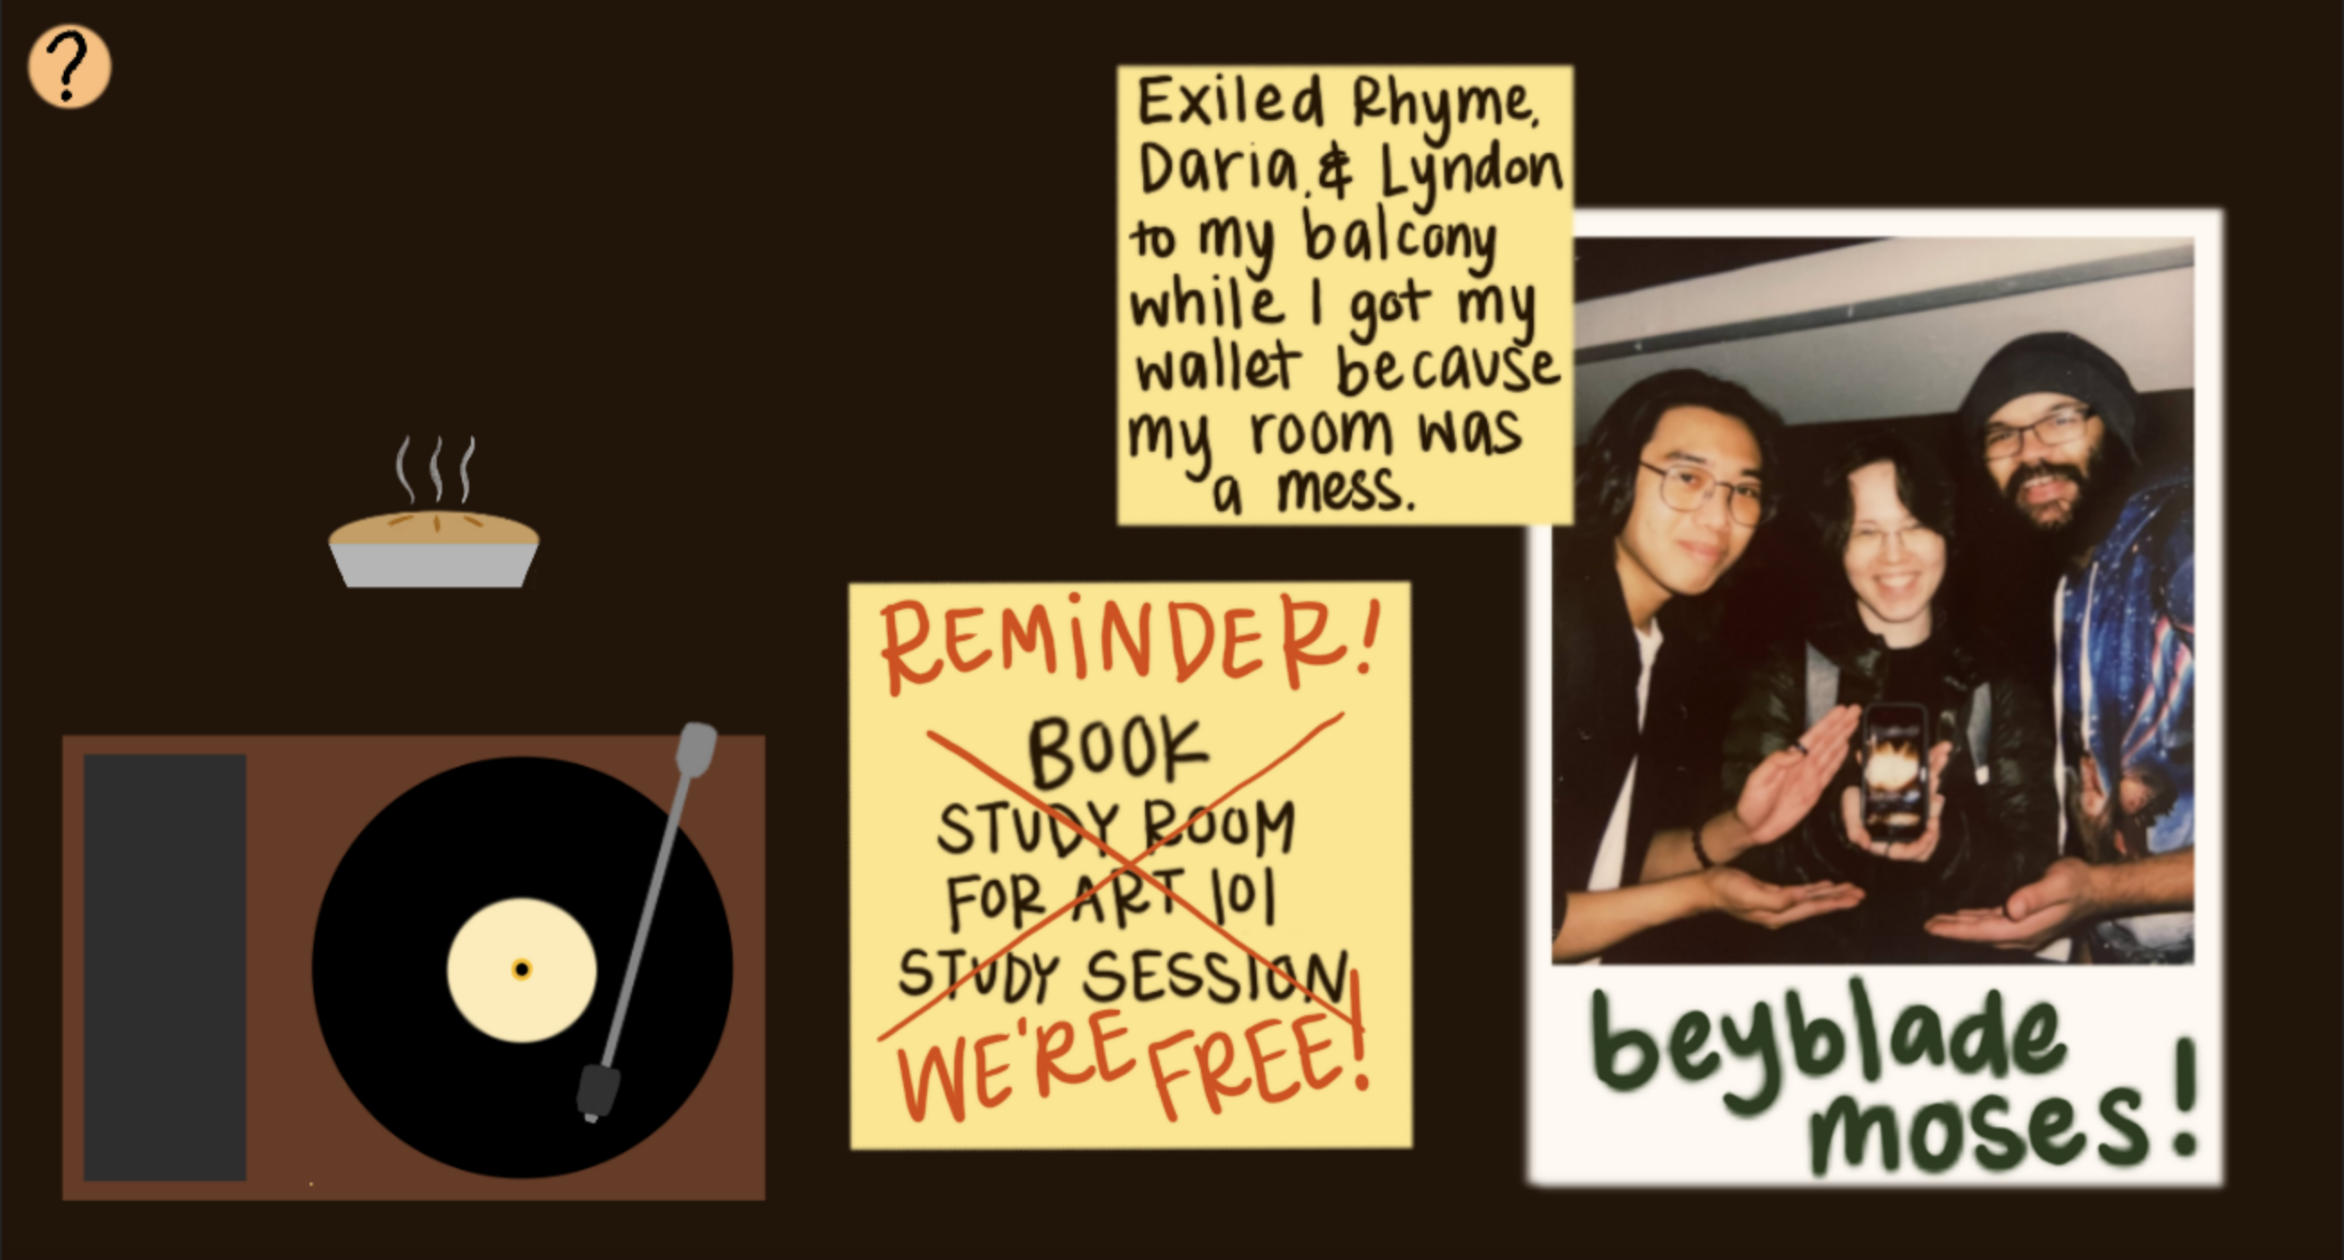 ?
Exiled Rhyme,
Daria, & Lyndon
to my balcony
while I got my
wallet because
my room was
a mess.
REMINDER!
BOOK
STUDY ROOM
FOR ART 101
STUDY SESSION
WE'RE FREE!
beyblade
moses!